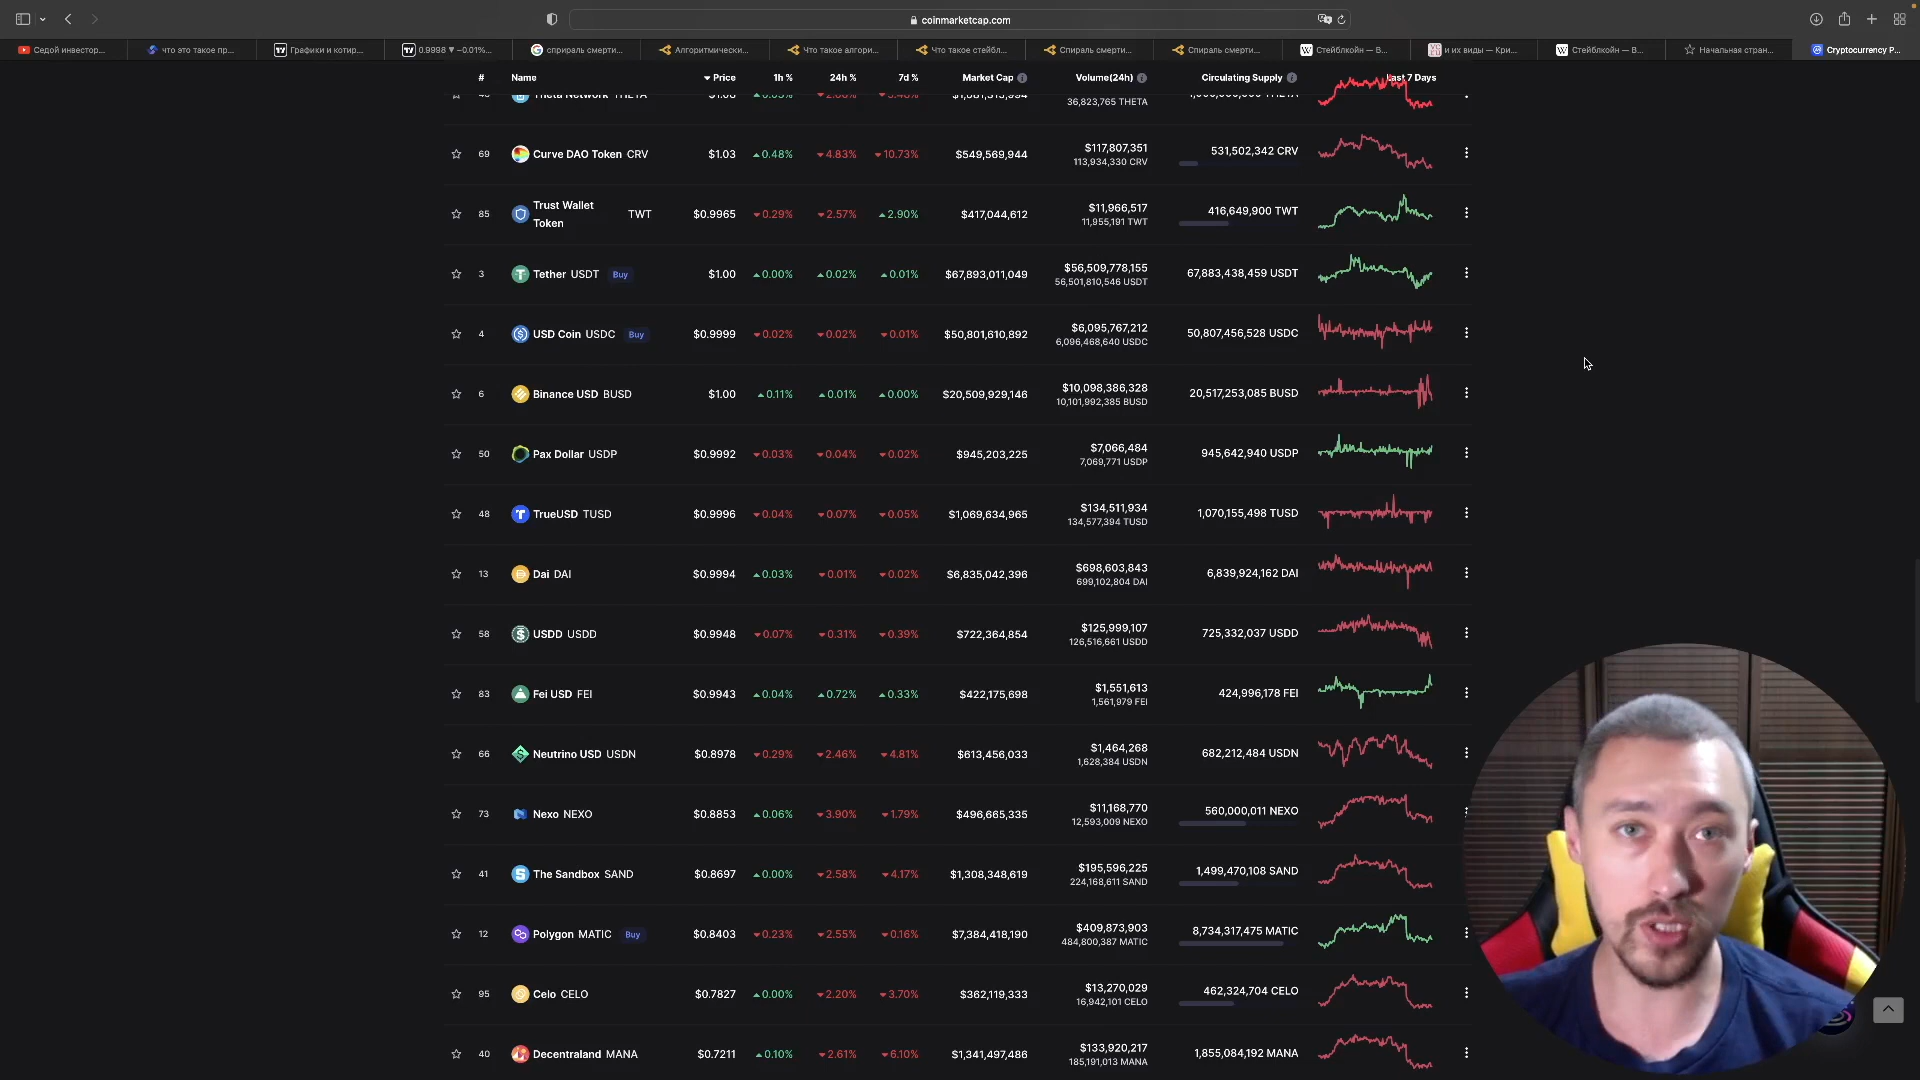 coinmarketcap.com
Седой инвестор...
что это такое пр...
Графики и котир...
0.9998 ▼ −0.01%...
сприраль смерти...
Алгоритмически...
Что такое алгори...
Что такое стейбл...
Спираль смерти...
Спираль смерти...
Стейблкойн — В...
и их виды — Кри...
Стейблкойн — В...
Начальная стран...
Cryptocurrency P...
# Name Price 1h % 24h % 7d % Market Cap Volume(24h) Circulating Supply Last 7 Days
Theta Network THETA
36,823,765 THETA
69 Curve DAO Token CRV $1.03 0.48% 4.83% 10.73% $549,569,944 $117,807,351 531,502,342 CRV
113,934,330 CRV
85 Trust Wallet Token TWT $0.9965 0.29% 2.57% 2.90% $417,044,612 $11,966,517 416,649,900 TWT
11,955,191 TWT
3 Tether USDT Buy $1.00 0.00% 0.02% 0.01% $67,893,011,049 $56,509,778,155 67,883,438,459 USDT
56,501,810,546 USDT
4 USD Coin USDC Buy $0.9999 0.02% 0.02% 0.01% $50,801,610,892 $6,095,767,212 50,807,456,528 USDC
6,096,468,640 USDC
6 Binance USD BUSD $1.00 0.11% 0.01% 0.00% $20,509,929,146 $10,098,386,328 20,517,253,085 BUSD
10,101,992,385 BUSD
50 Pax Dollar USDP $0.9992 0.03% 0.04% 0.02% $945,203,225 $7,066,484 945,642,940 USDP
7,069,771 USDP
48 TrueUSD TUSD $0.9996 0.04% 0.07% 0.05% $1,069,634,965 $134,511,934 1,070,155,498 TUSD
134,577,394 TUSD
13 Dai DAI $0.9994 0.03% 0.01% 0.02% $6,835,042,396 $698,603,843 6,839,924,162 DAI
699,102,804 DAI
58 USDD USDD $0.9948 0.07% 0.31% 0.39% $722,364,854 $125,999,107 725,332,037 USDD
126,516,661 USDD
83 Fei USD FEI $0.9943 0.04% 0.72% 0.33% $422,175,698 $1,551,613 424,996,178 FEI
1,561,979 FEI
66 Neutrino USD USDN $0.8978 0.29% 2.46% 4.81% $613,456,033 $1,464,268 682,212,484 USDN
1,628,384 USDN
73 Nexo NEXO $0.8853 0.06% 3.90% 1.79% $496,665,335 $11,168,770 560,000,011 NEXO
12,593,009 NEXO
41 The Sandbox SAND $0.8697 0.00% 2.58% 4.17% $1,308,348,619 $195,596,225 1,499,470,108 SAND
224,168,611 SAND
12 Polygon MATIC Buy $0.8403 0.23% 2.55% 0.16% $7,384,418,190 $409,873,903 8,734,317,475 MATIC
484,800,387 MATIC
95 Celo CELO $0.7827 0.00% 2.20% 3.70% $362,119,333 $13,270,029 462,324,704 CELO
16,942,101 CELO
40 Decentraland MANA $0.7211 0.10% 2.61% 6.10% $1,341,497,486 $133,920,217 1,855,084,192 MANA
185,191,013 MANA